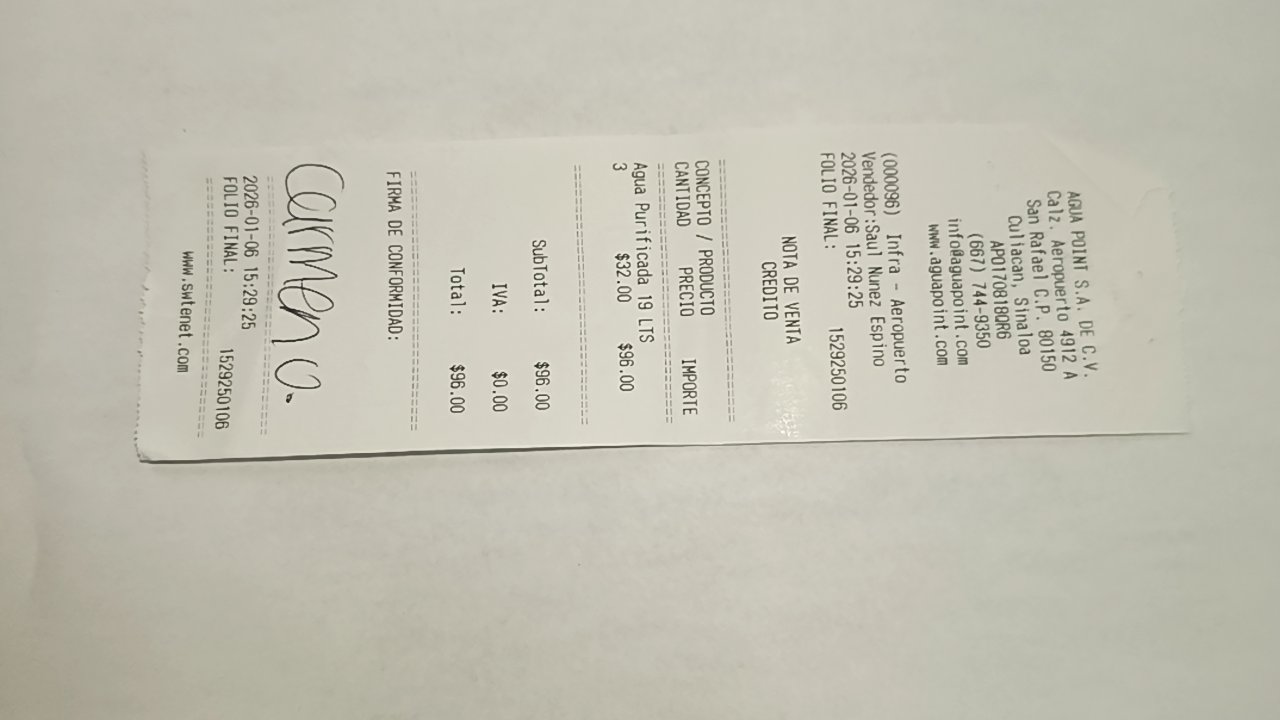 AGUA POINT S.A. DE C.V.
Calz. Aeropuerto 4912 A
San Rafael C.P. 80150
Culiacan, Sinaloa
APO170818QR6
(667) 744-9350
info@aguapoint.com
www.aguapoint.com
(000096) Infra - Aeropuerto
Vendedor:Saul Nunez Espino
2026-01-06 15:29:25
FOLIO FINAL: 1529250106
NOTA DE VENTA
CREDITO
CONCEPTO / PRODUCTO
CANTIDAD PRECIO IMPORTE
Agua Purificada 19 LTS
3 $32.00 $96.00
SubTotal: $96.00
IVA: $0.00
Total: $96.00
FIRMA DE CONFORMIDAD:
Carmen O.
2026-01-06 15:29:25
FOLIO FINAL: 1529250106
www.swtenet.com